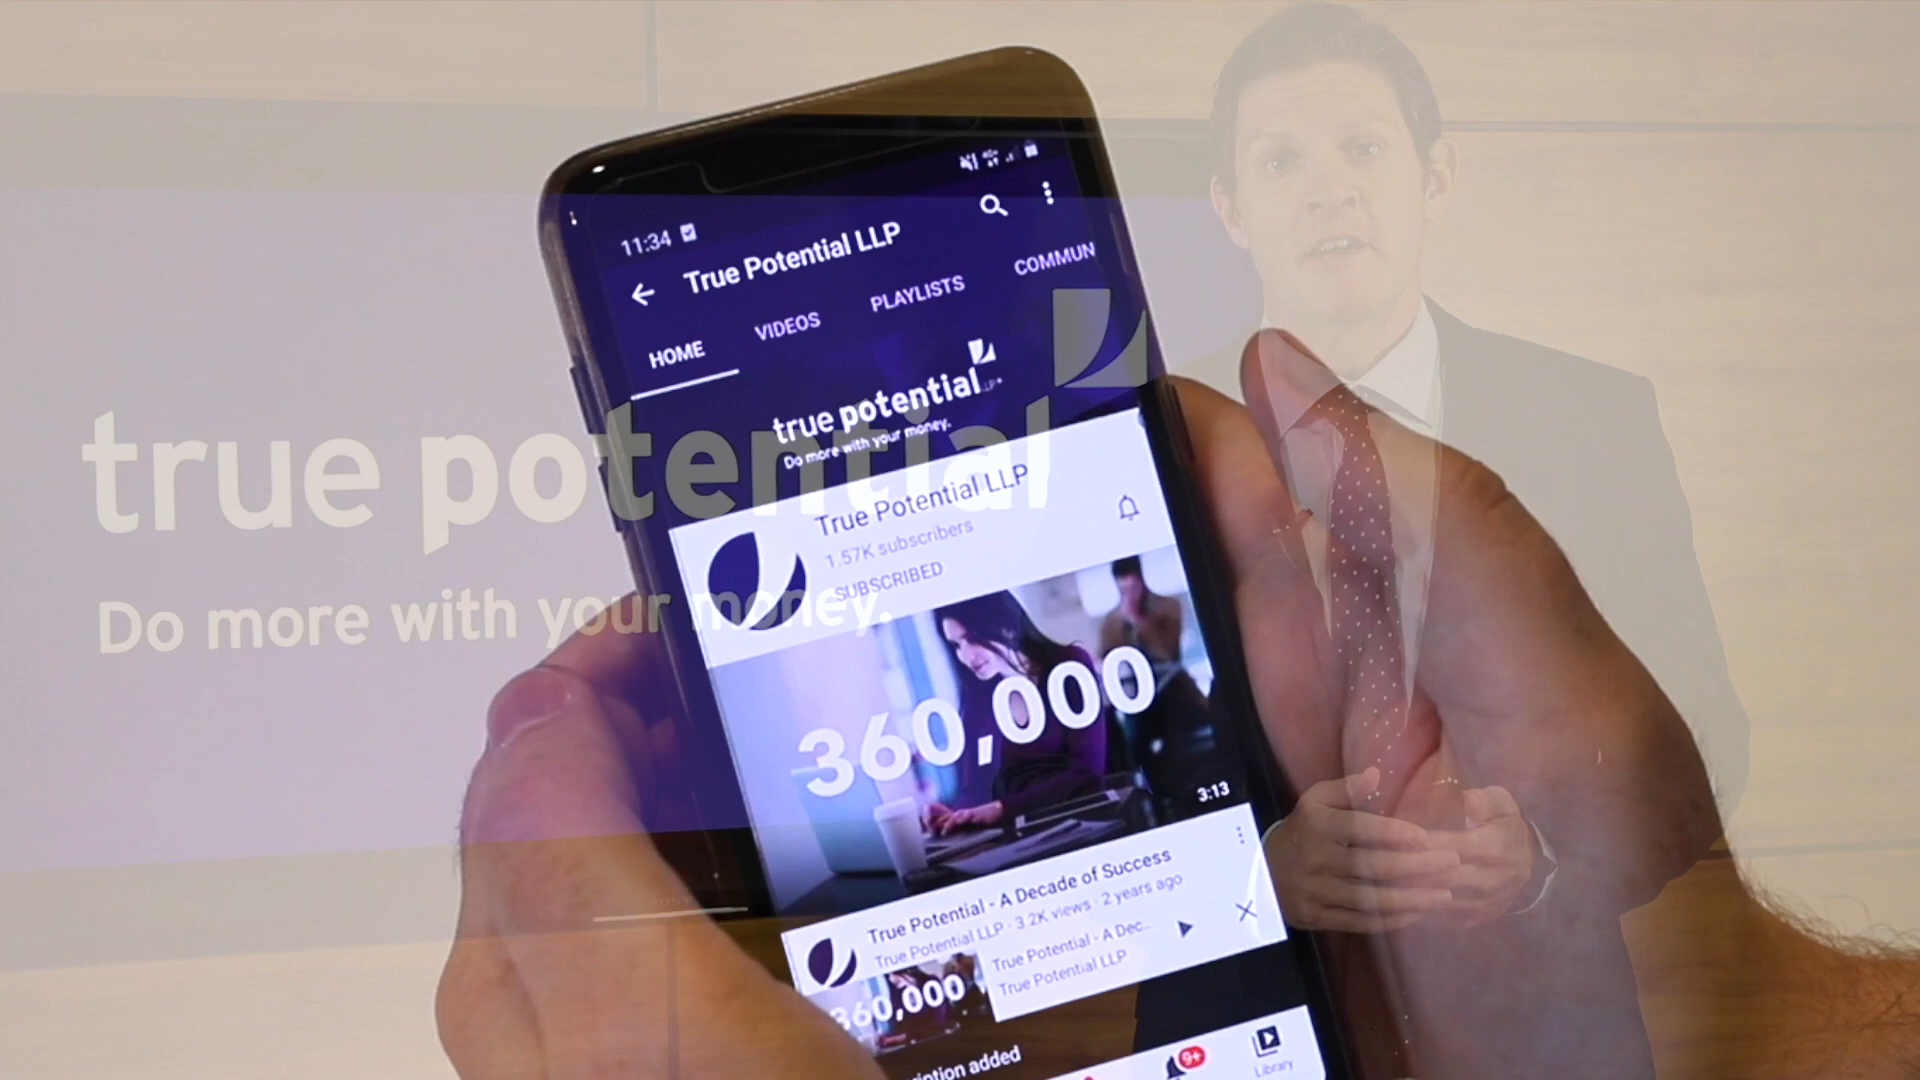 11:34
True Potential LLP
HOME
VIDEOS
PLAYLISTS
COMMUN
true potential
LLP
Do more with your money.
true potential
Do more with your money.
True Potential LLP
1.57K subscribers
SUBSCRIBED
360,000
3:13
True Potential - A Decade of Success
True Potential LLP · 3.2K views · 2 years ago
360,000
True Potential - A Dec...
True Potential LLP
added
9+
Library